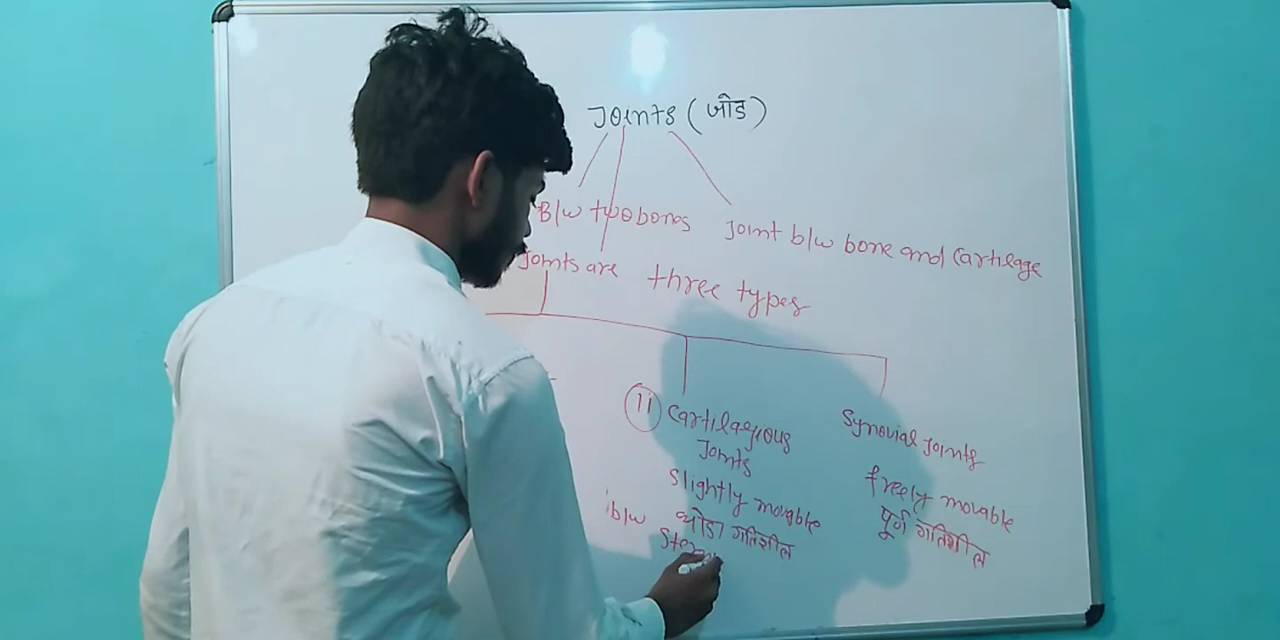 Joints (जोड)
B/w two bones
Joint b/w bone and Cartilage
Joints are three types
ii
Cartilagious
Joints
Slightly movable
थोडा गतिशील
b/w
Synovial Joints
freely movable
पूर्ण गतिशील